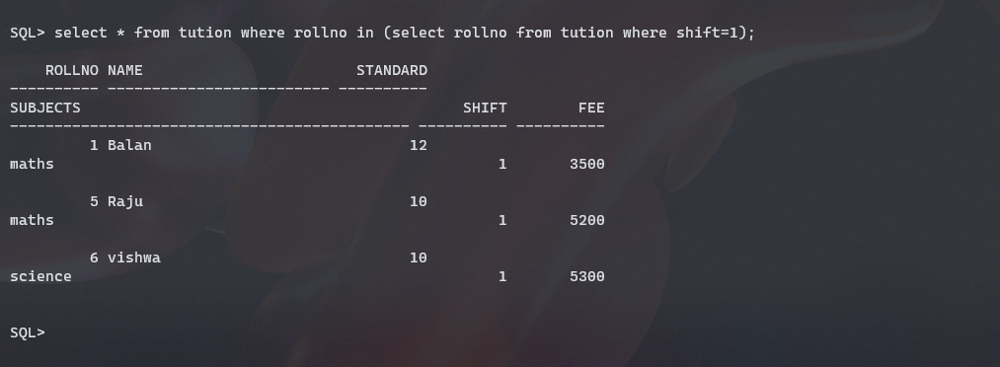 SQL> select * from tution where rollno in (select rollno from tution where shift=1);
ROLLNO NAME STANDARD
---------- ------------------------- ----------
SUBJECTS SHIFT FEE
--------------------------------------------- ---------- ----------
1 Balan 12
maths 1 3500
5 Raju 10
maths 1 5200
6 vishwa 10
science 1 5300
SQL>